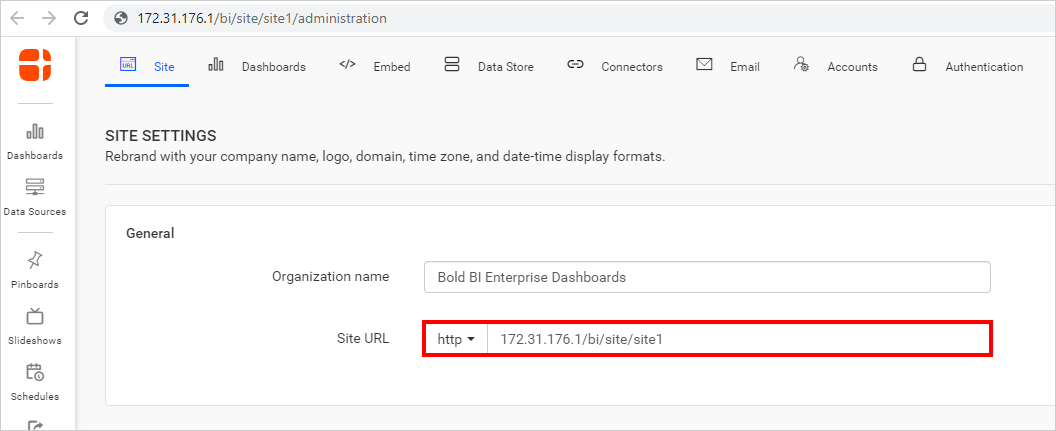 172.31.176.1/bi/site/site1/administration
URL Site Dashboards </> Embed Data Store Connectors Email Accounts Authentication
SITE SETTINGS
Rebrand with your company name, logo, domain, time zone, and date-time display formats.
Dashboards
Data Sources
Pinboards
Slideshows
Schedules
General
Organization name Bold BI Enterprise Dashboards
Site URL http 172.31.176.1/bi/site/site1